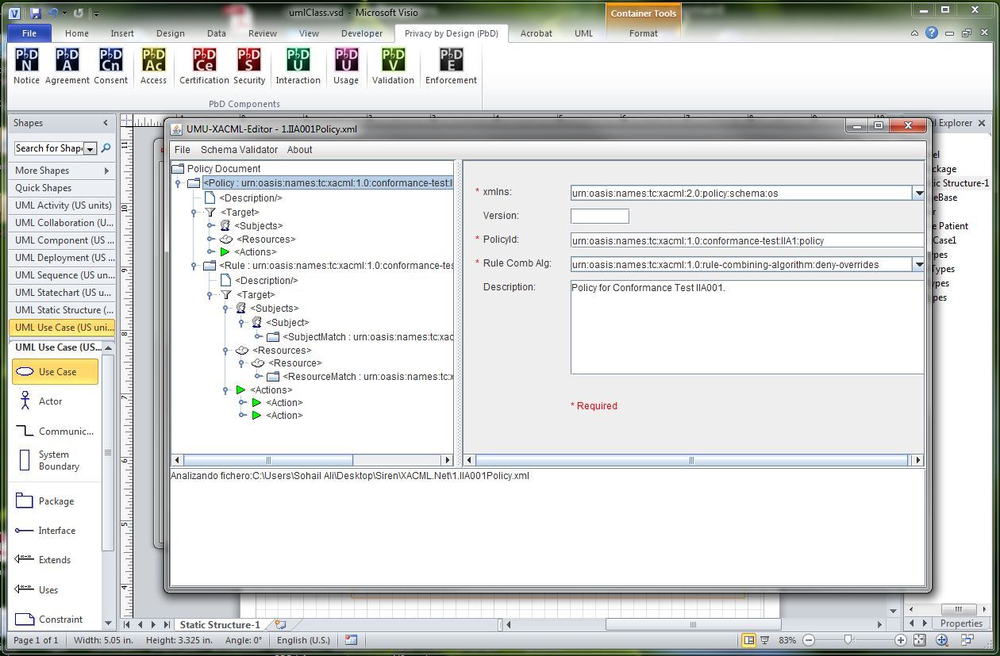 umlClass.vsd - Microsoft Visio
Container Tools
File Home Insert Design Data Review View Developer Privacy by Design (PbD) Acrobat UML Format
PbD N PbD A PbD Cn PbD Ac PbD Ce PbD S PbD U PbD U PbD V PbD E
Notice Agreement Consent Access Certification Security Interaction Usage Validation Enforcement
PbD Components
Shapes
Search for Shape
More Shapes
Quick Shapes
UML Activity (US units)
UML Collaboration (U...
UML Component (US ...
UML Deployment (US ...
UML Sequence (US un...
UML Statechart (US u...
UML Static Structure (...
UML Use Case (US uni...
UML Use Case (US...
Use Case
Actor
Communic...
System
Boundary
Package
Interface
Extends
Uses
Constraint
UMU-XACML-Editor - 1.IIA001Policy.xml
File Schema Validator About
Policy Document
<Policy : urn:oasis:names:tc:xacml:1.0:conformance-test:I
<Description/>
<Target>
<Subjects>
<Resources>
<Actions>
<Rule : urn:oasis:names:tc:xacml:1.0:conformance-tes
<Description/>
<Target>
<Subjects>
<Subject>
<SubjectMatch : urn:oasis:names:tc:xac
<Resources>
<Resource>
<ResourceMatch : urn:oasis:names:tc:x
<Actions>
<Action>
<Action>
* xmlns: urn:oasis:names:tc:xacml:2.0:policy:schema:os
Version:
* PolicyId: urn:oasis:names:tc:xacml:1.0:conformance-test:IIA1:policy
* Rule Comb Alg: urn:oasis:names:tc:xacml:1.0:rule-combining-algorithm:deny-overrides
Description: Policy for Conformance Test IIA001.
* Required
Analizando fichero:C:\Users\Sohail Ali\Desktop\Siren\XACML.Net\1.IIA001Policy.xml
l Explorer
el
ckage
tic Structure-1
eBase
r
e Patient
Case1
pes
Types
ypes
pes
Static Structure-1
Properties
Page 1 of 1 Width: 5.05 in. Height: 3.325 in. Angle: 0° English (U.S.) 83%